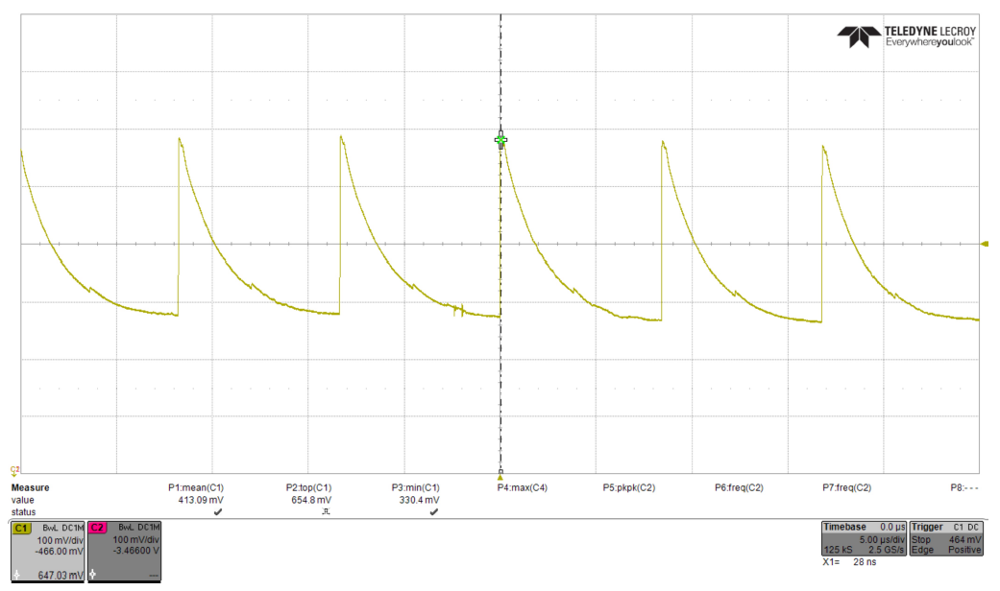 TELEDYNE LECROY
Everywhereyoulook™
C2
Measure P1:mean(C1) P2:top(C1) P3:min(C1) P4:max(C4) P5:pkpk(C2) P6:freq(C2) P7:freq(C2) P8:- - -
value 413.09 mV 654.8 mV 330.4 mV
status
C1 BwL DC1M C2 BwL DC1M Timebase 0.0 µs Trigger C1 DC
100 mV/div 100 mV/div 5.00 µs/div Stop 464 mV
-466.00 mV -3.46600 V 125 kS 2.5 GS/s Edge Positive
X1= 28 ns
647.03 mV ---